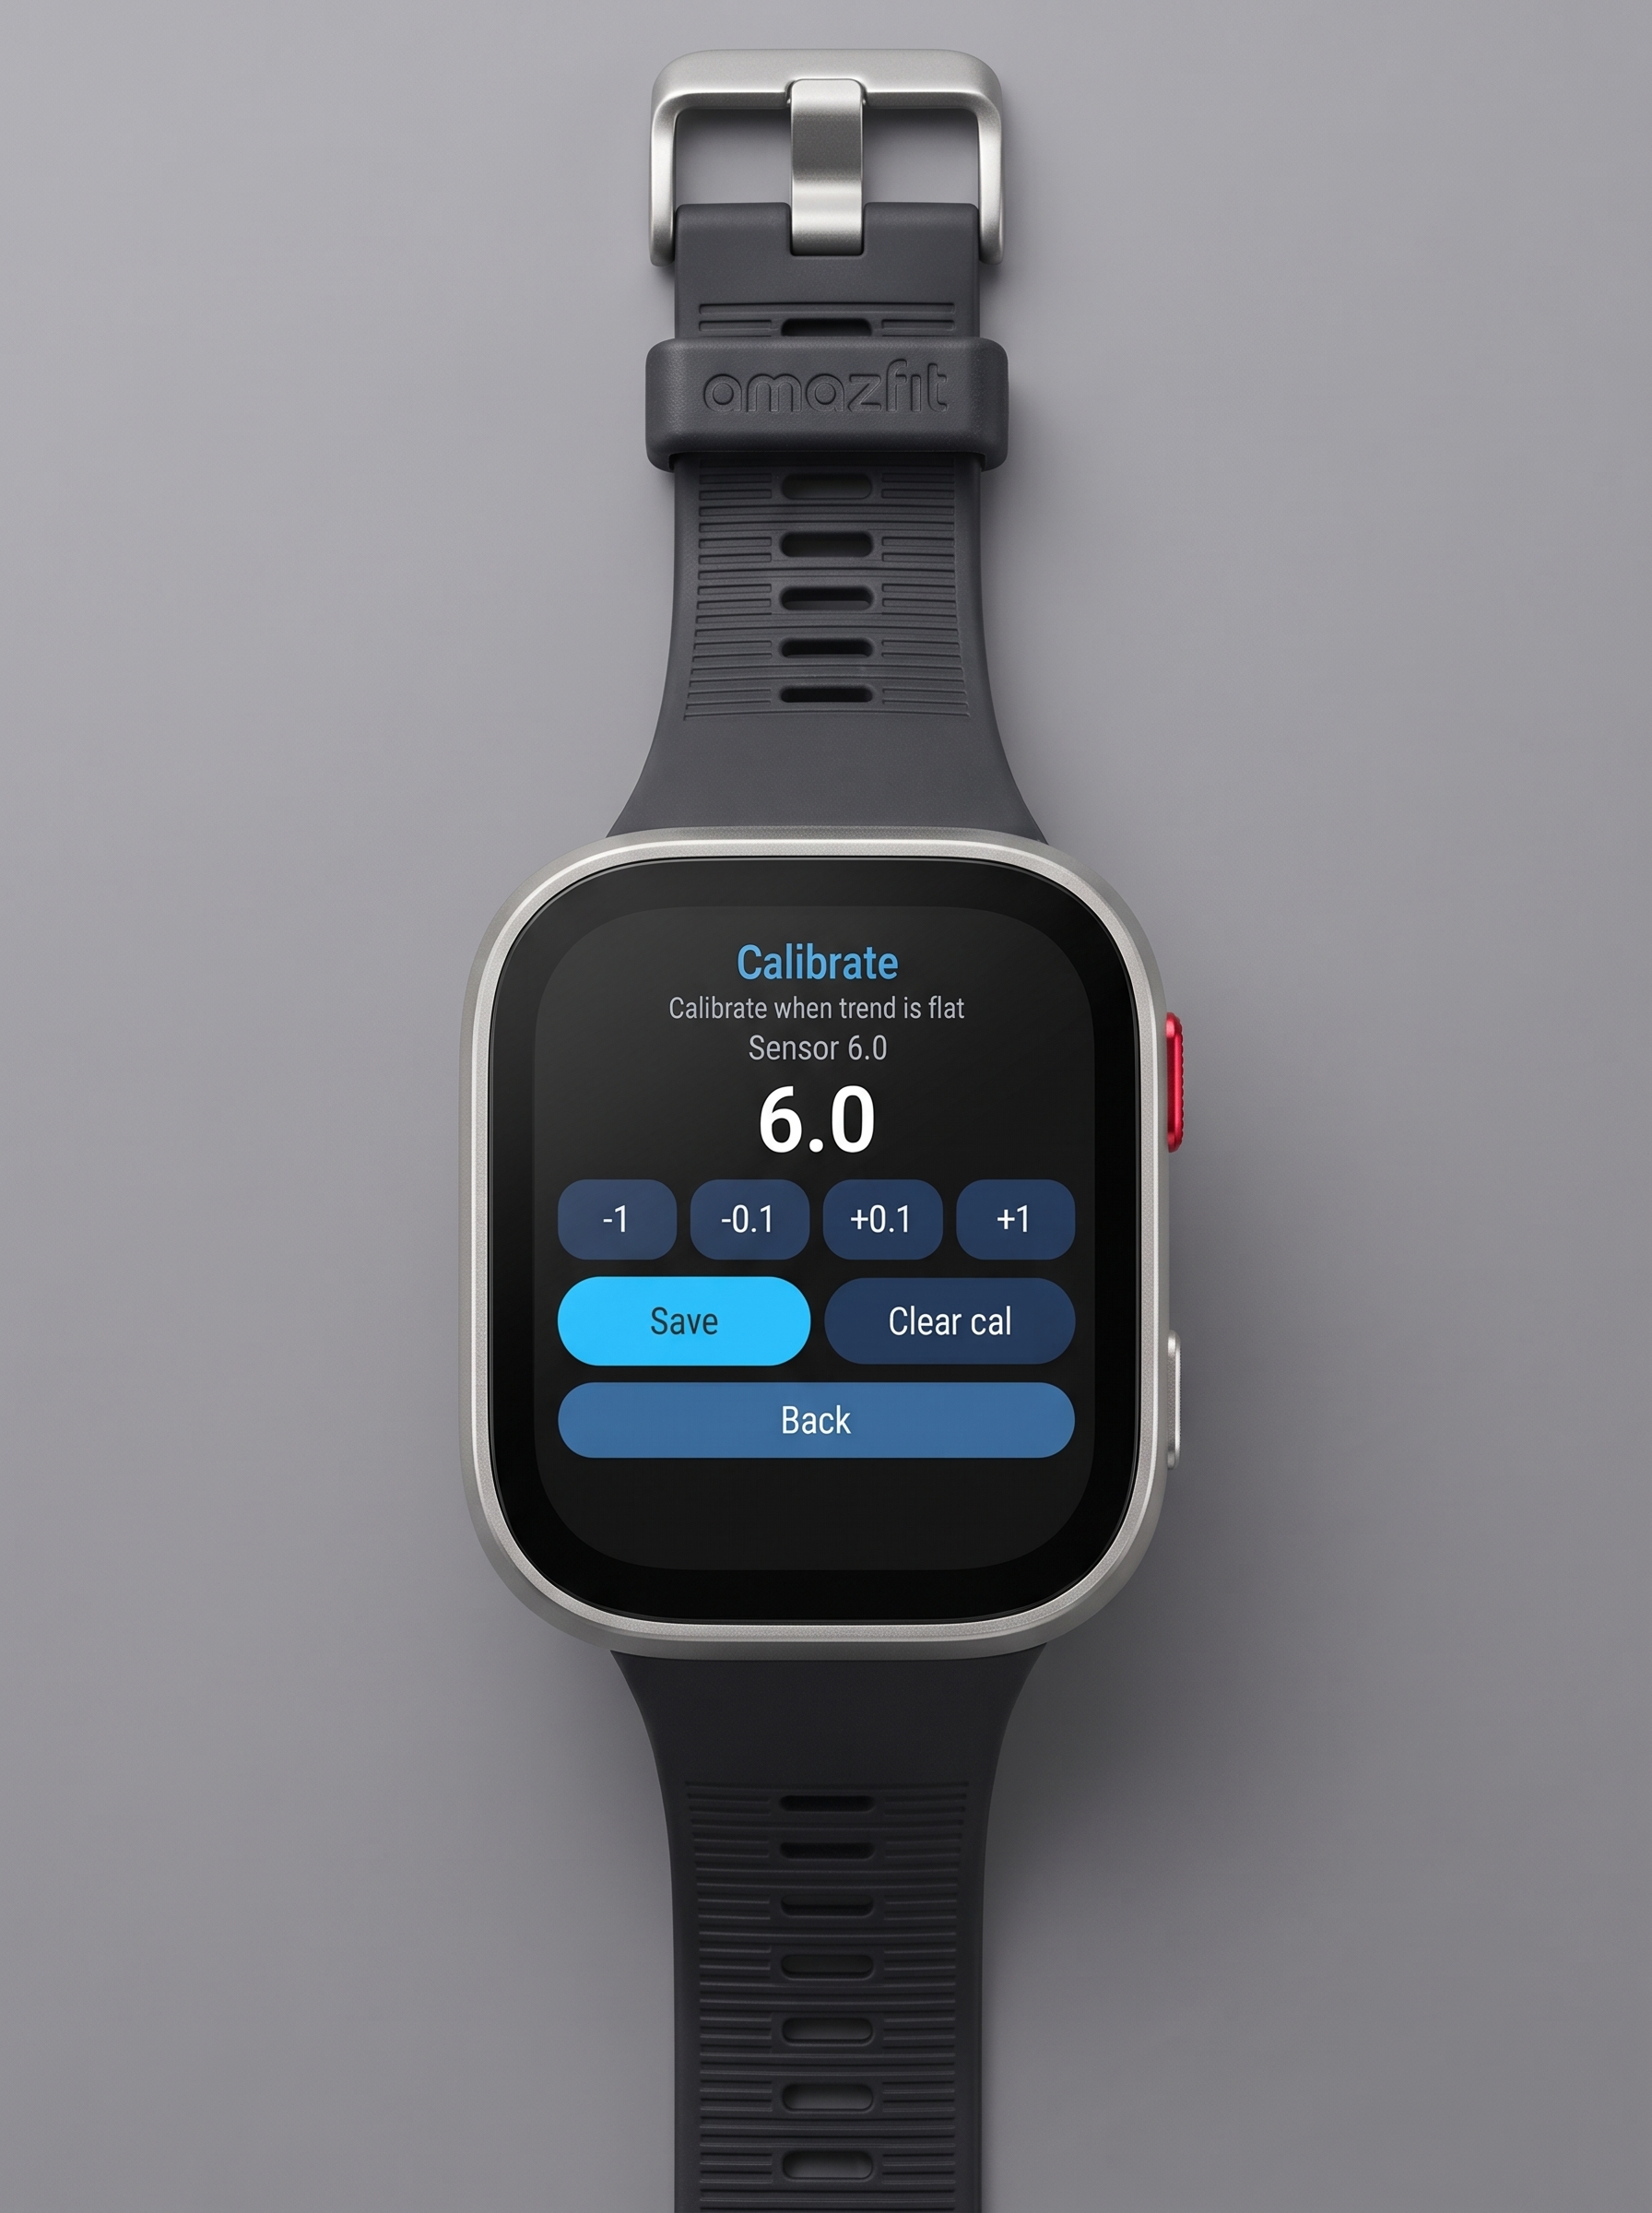 amazfit
Calibrate
Calibrate when trend is flat
Sensor 6.0
6.0
-1 -0.1 +0.1 +1
Save Clear cal
Back